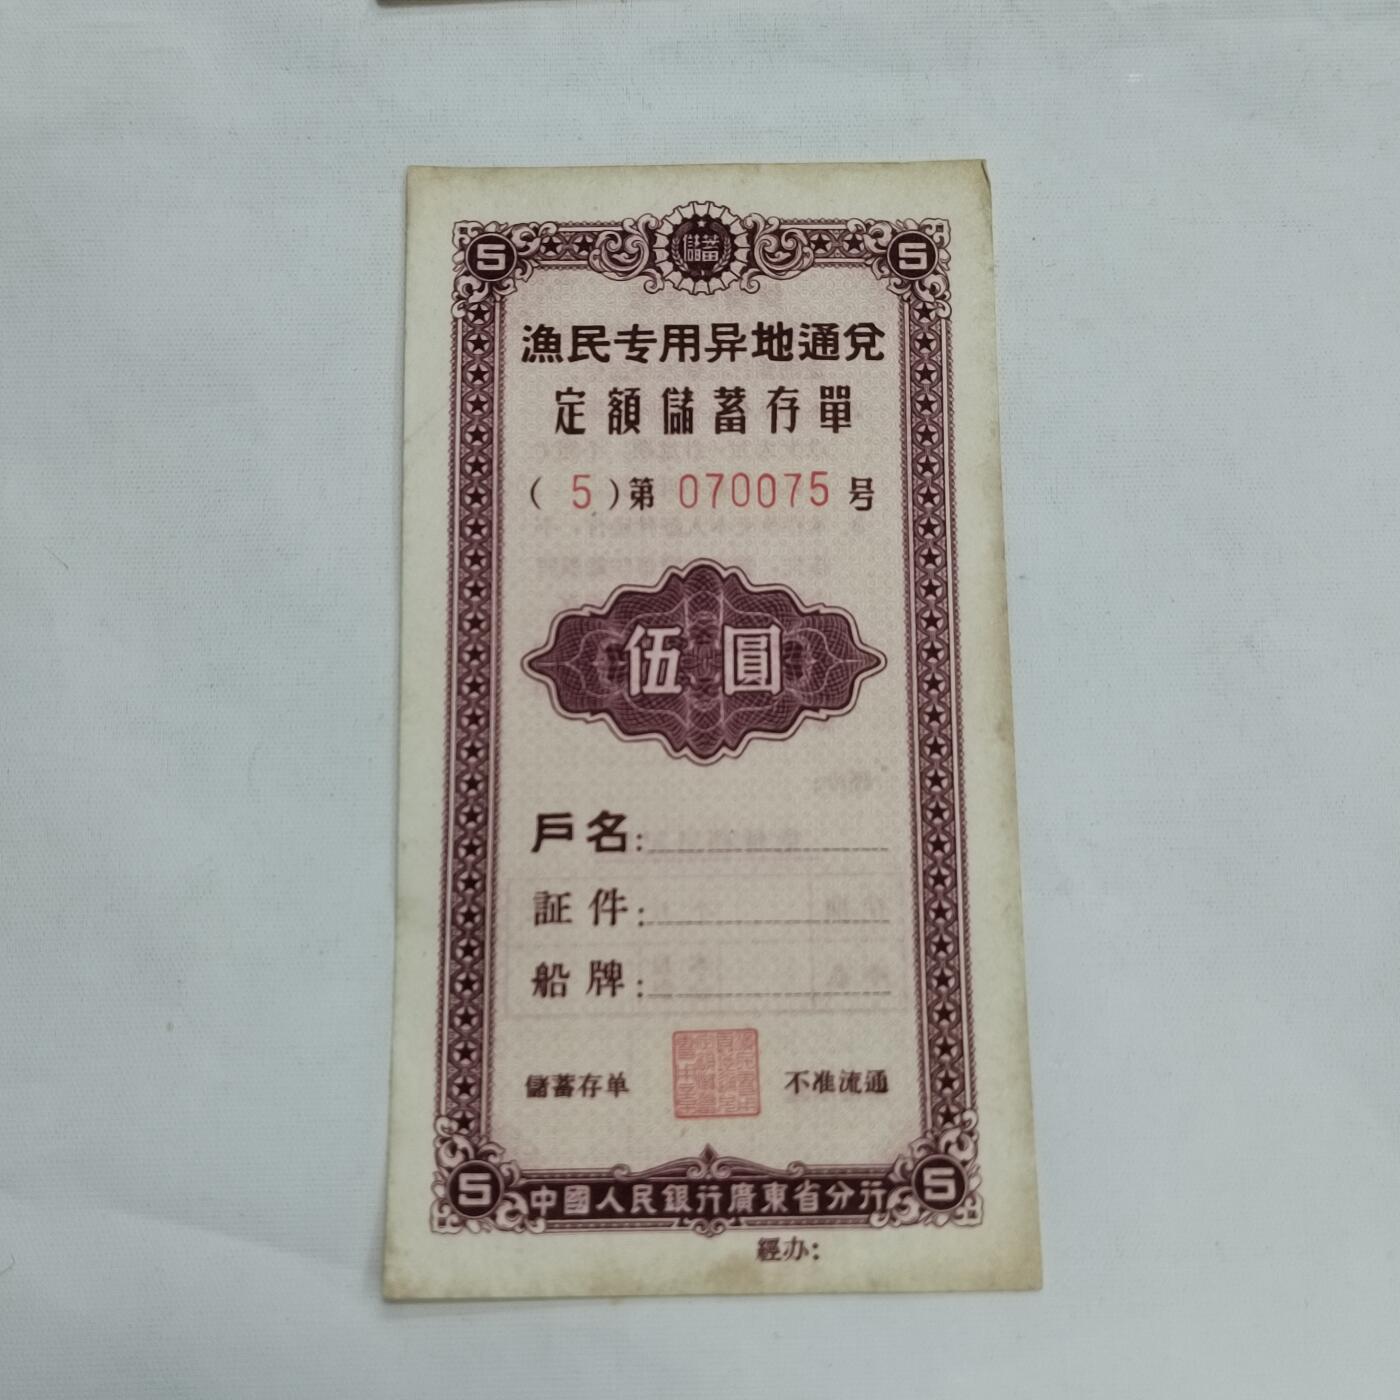 儲蓄
5 5
漁民专用异地通兌
定額儲蓄存單
(5)第 070075 号
伍圓
戶名:
証件:
船牌:
儲蓄存单 不准流通
5 中國人民銀行廣東省分行 5
經办: